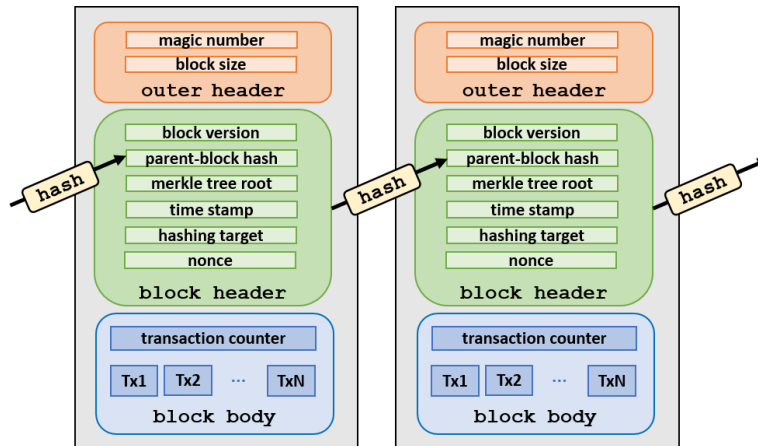 magic number
block size
outer header
block version
parent-block hash
merkle tree root
time stamp
hashing target
nonce
block header
transaction counter
Tx1 Tx2 ... TxN
block body
hash
magic number
block size
outer header
block version
parent-block hash
merkle tree root
time stamp
hashing target
nonce
block header
transaction counter
Tx1 Tx2 ... TxN
block body
hash
hash